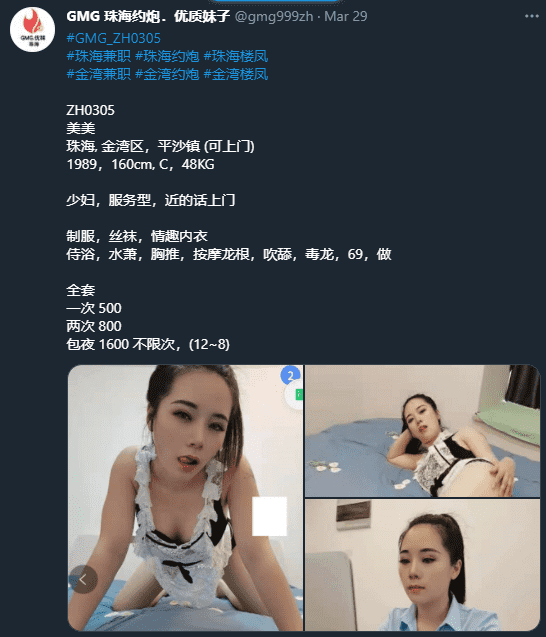 GMG 珠海约炮．优质妹子 @gmg999zh · Mar 29
#GMG_ZH0305
#珠海兼职 #珠海约炮 #珠海楼凤
#金湾兼职 #金湾约炮 #金湾楼凤
ZH0305
美美
珠海, 金湾区，平沙镇 (可上门)
1989，160cm, C，48KG
少妇，服务型，近的话上门
制服，丝袜，情趣内衣
侍浴，水萧，胸推，按摩龙根，吹舔，毒龙，69，做
全套
一次 500
两次 800
包夜 1600 不限次，(12~8)
2